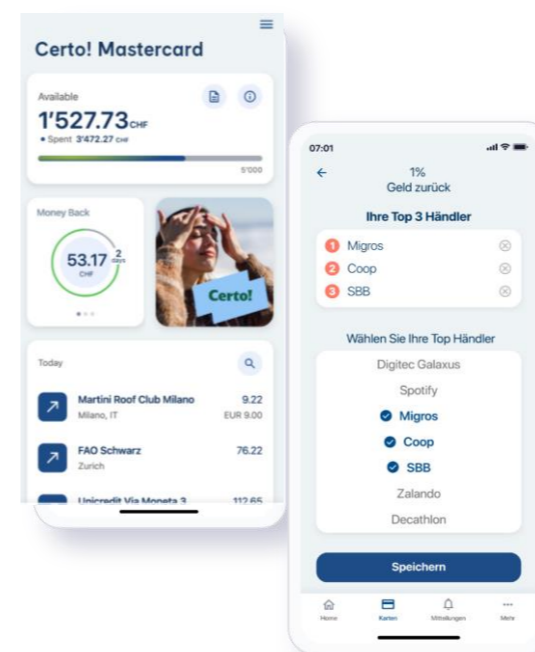 Certo! Mastercard
Available
1'527.73 CHF
• Spent 3'472.27 CHF
5'000
Money Back
53.17
CHF
2
days
Certo!
Today
Martini Roof Club Milano 9.22
Milano, IT EUR 9.00
FAO Schwarz 76.22
Zurich
Unicredit Via Moneta 3 112.65
07:01
1%
Geld zurück
Ihre Top 3 Händler
1 Migros
2 Coop
3 SBB
Wählen Sie Ihre Top Händler
Digitec Galaxus
Spotify
Migros
Coop
SBB
Zalando
Decathlon
Speichern
Home Karten Mitteilungen Mehr